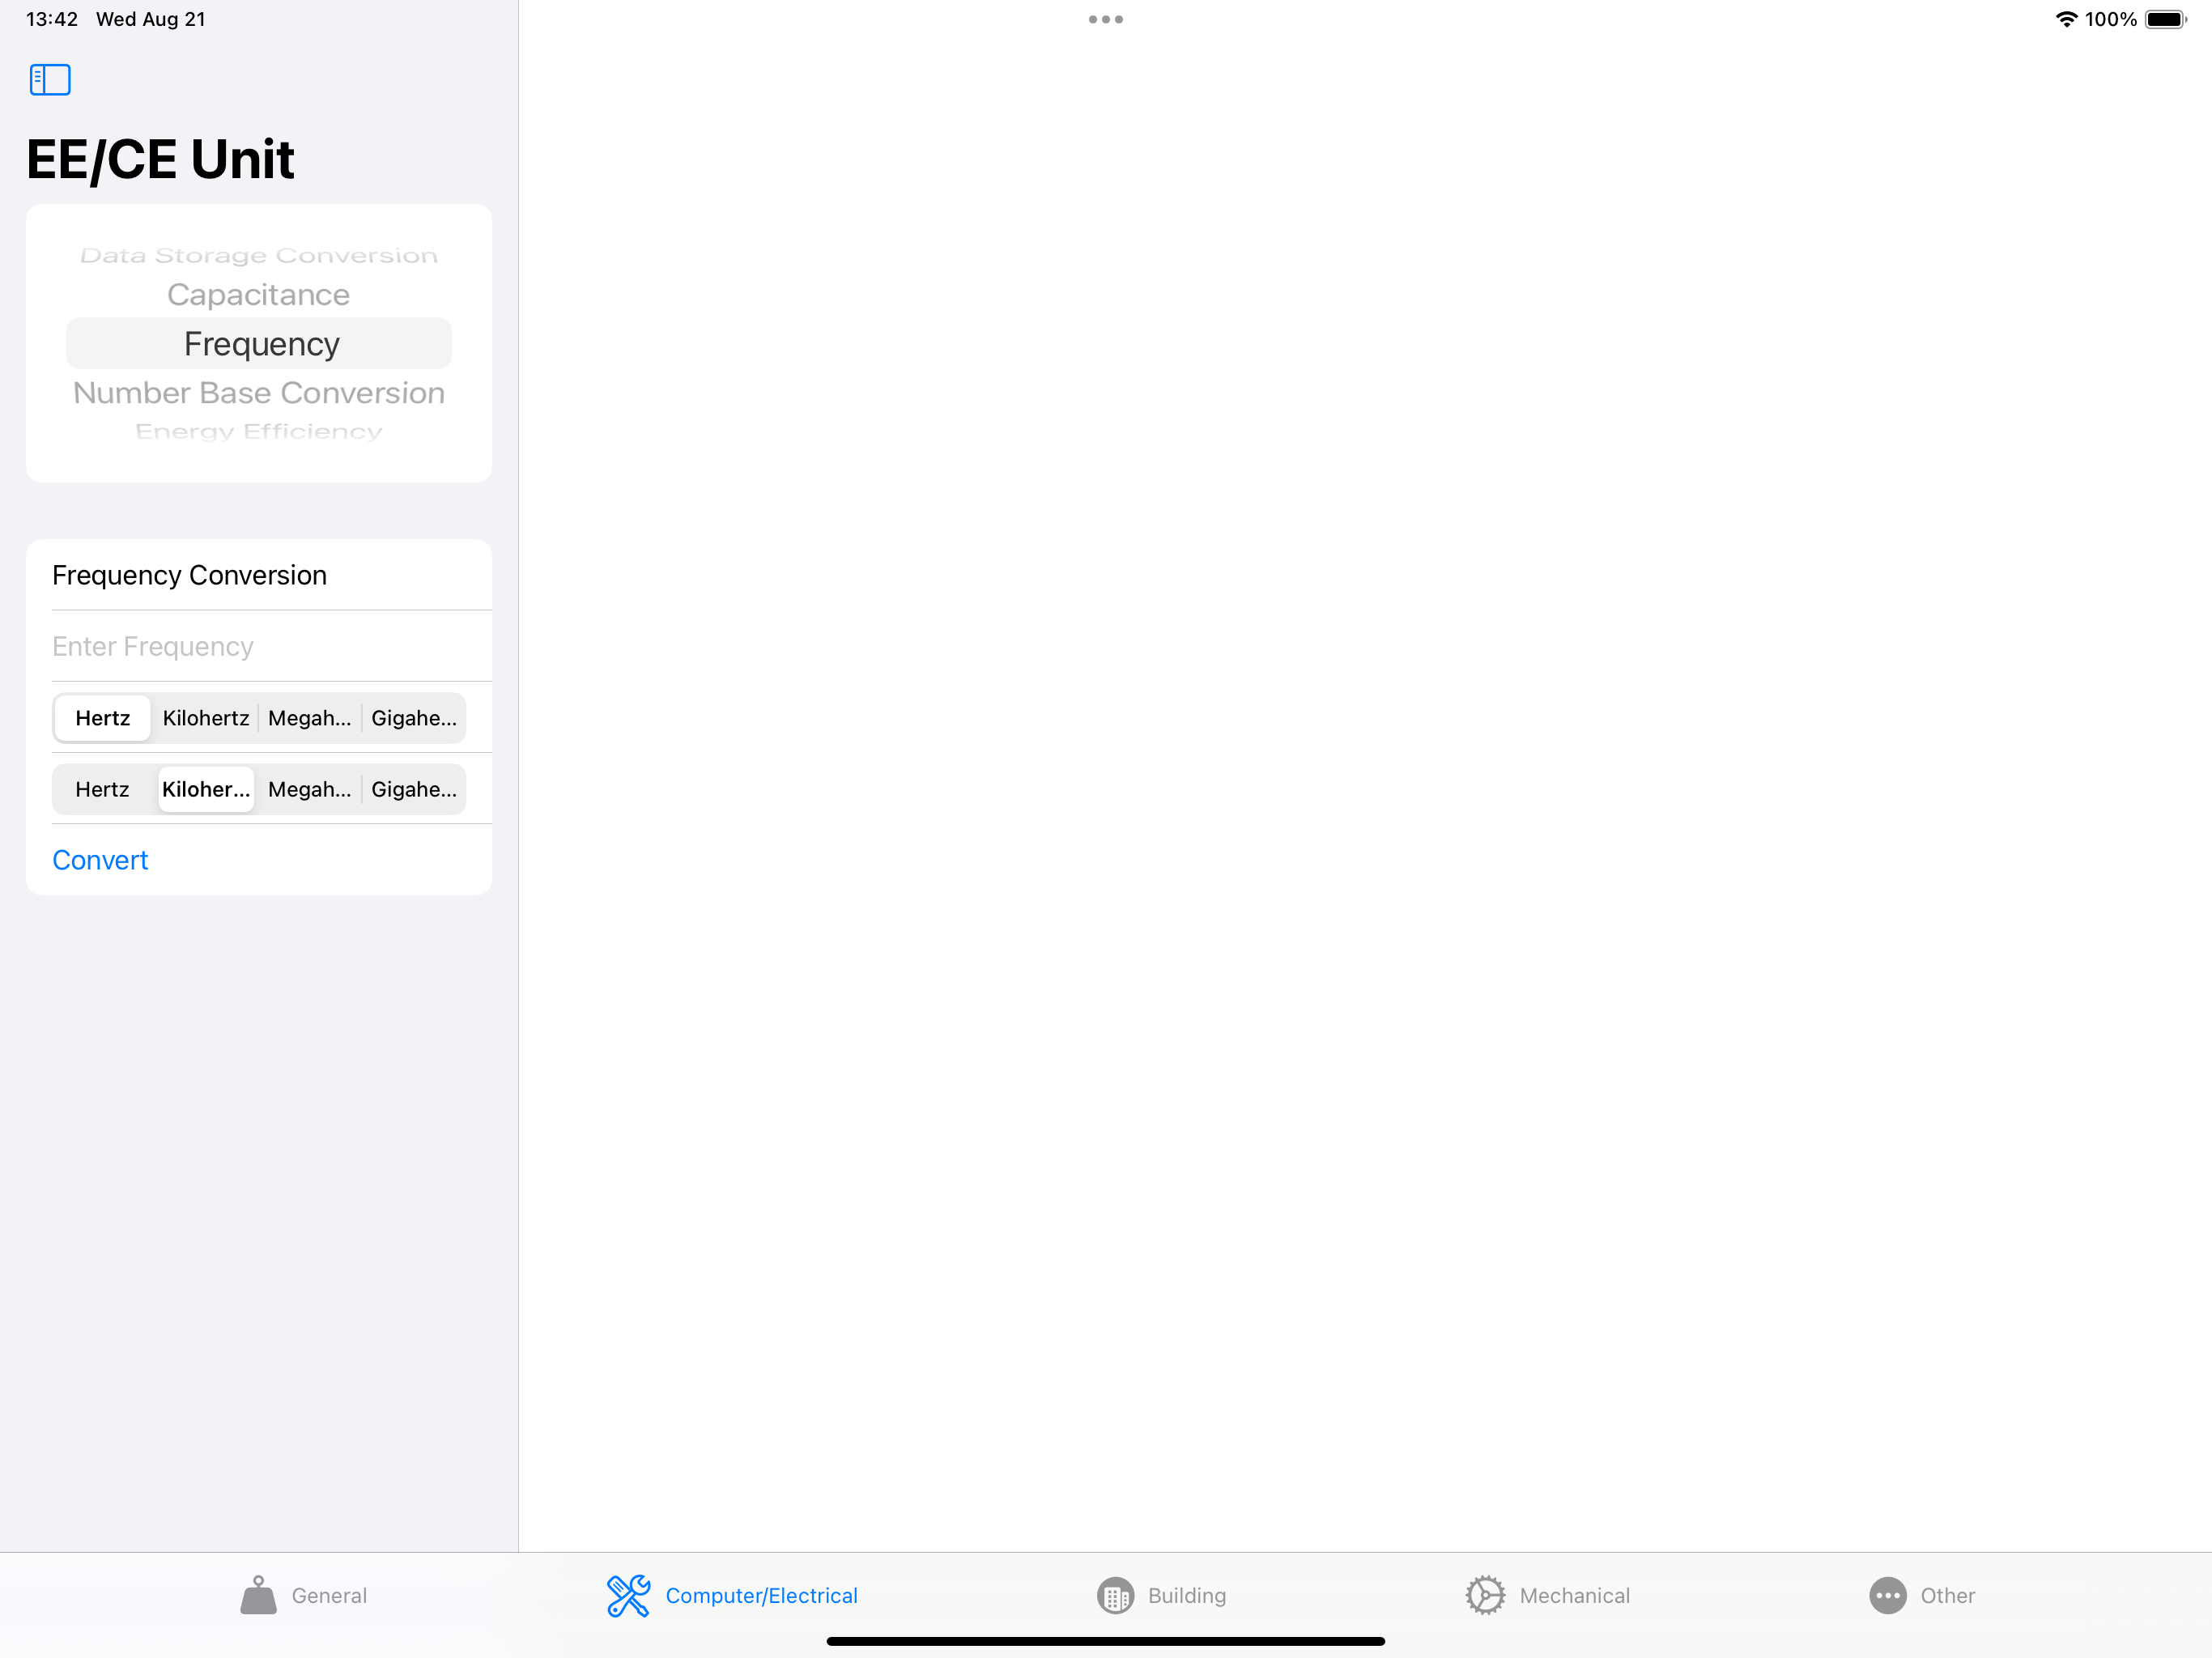 13:42 Wed Aug 21
100%
EE/CE Unit
Data Storage Conversion
Capacitance
Frequency
Number Base Conversion
Energy Efficiency
Frequency Conversion
Enter Frequency
Hertz Kilohertz Megah... Gigahe...
Hertz Kiloher... Megah... Gigahe...
Convert
General Computer/Electrical Building Mechanical Other